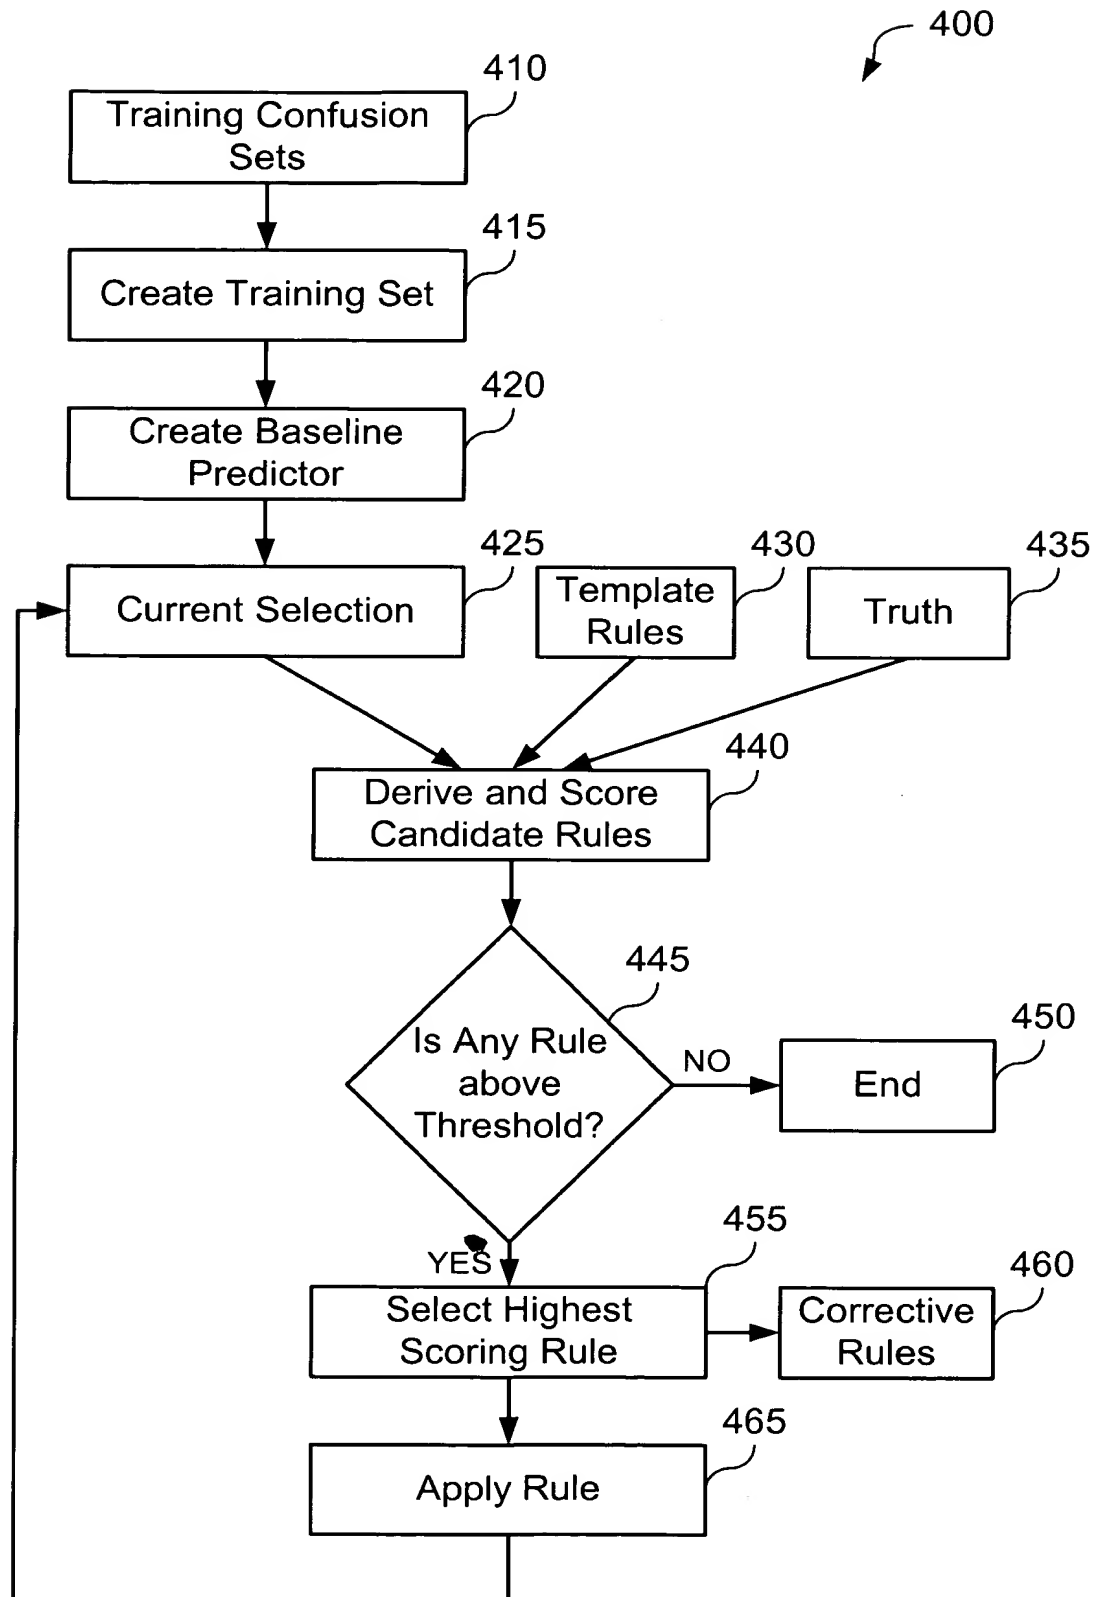 400
410
Training Confusion
Sets
415
Create Training Set
420
Create Baseline
Predictor
425
Current Selection
430
Template
Rules
435
Truth
440
Derive and Score
Candidate Rules
445
Is Any Rule
above
Threshold?
NO
450
End
YES
455
Select Highest
Scoring Rule
460
Corrective
Rules
465
Apply Rule